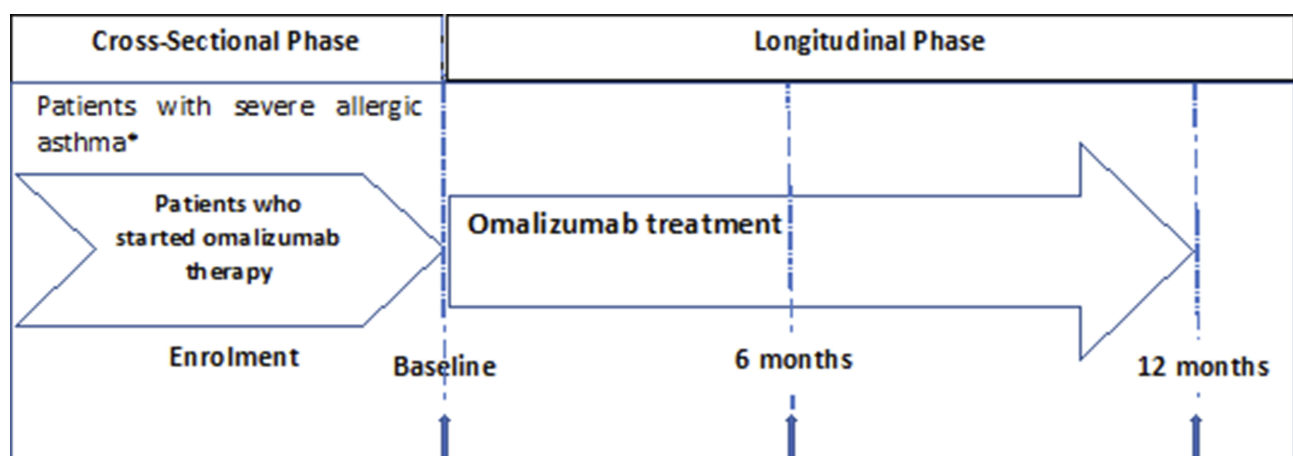 Cross-Sectional Phase
Longitudinal Phase
Patients with severe allergic
asthma*
Patients who
started omalizumab
therapy
Omalizumab treatment
Enrolment
Baseline
6 months
12 months